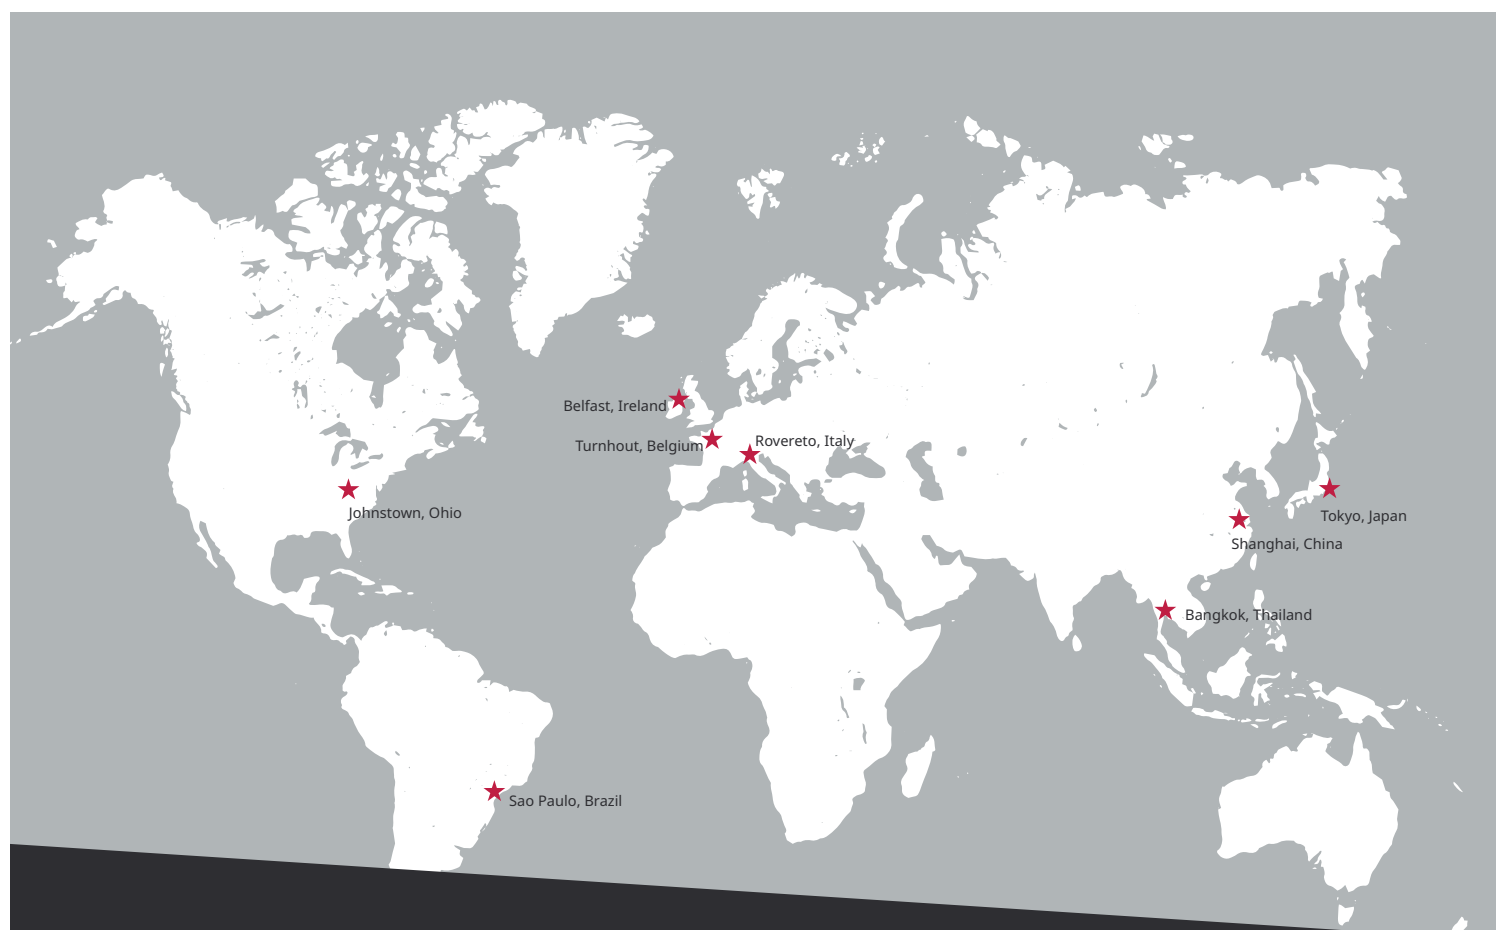 Belfast, Ireland
Turnhout, Belgium
Rovereto, Italy
Johnstown, Ohio
Tokyo, Japan
Shanghai, China
Bangkok, Thailand
Sao Paulo, Brazil